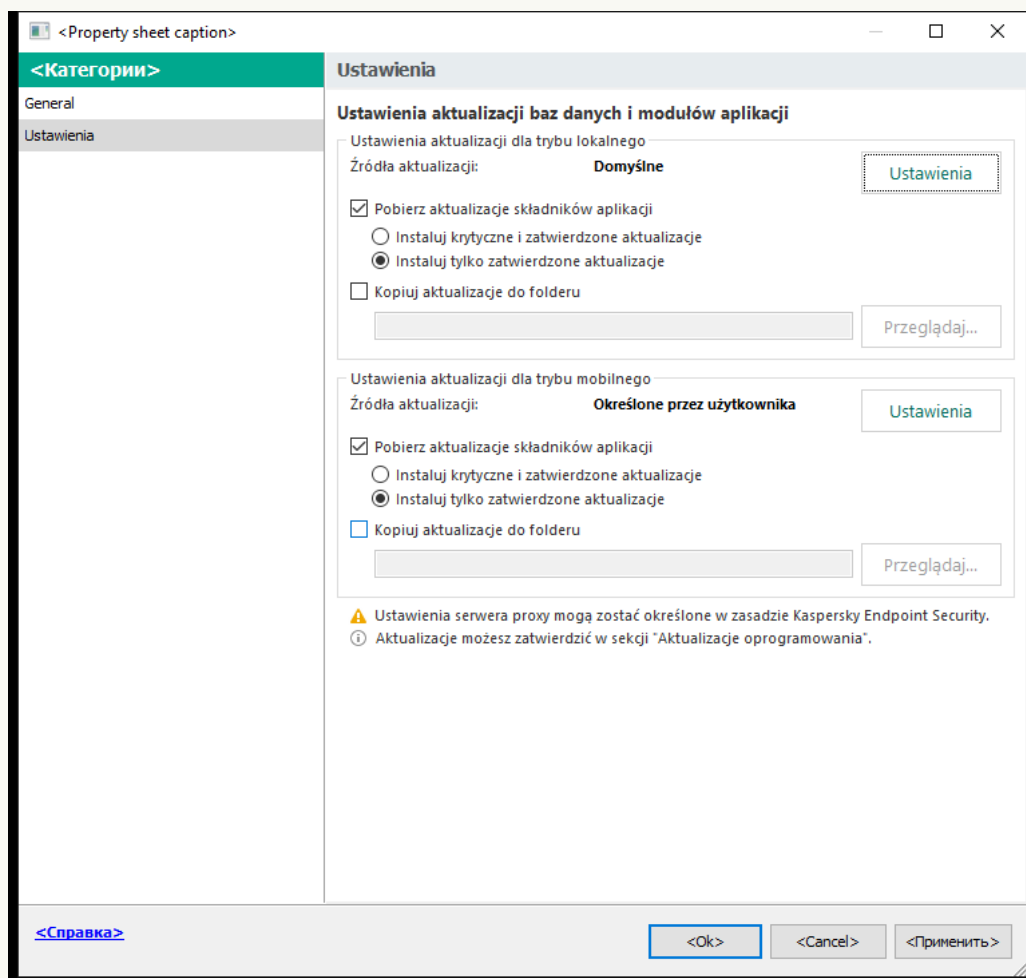 <Property sheet caption>
<Категории>
General
Ustawienia
Ustawienia
Ustawienia aktualizacji baz danych i modułów aplikacji
Ustawienia aktualizacji dla trybu lokalnego
Źródła aktualizacji: Domyślne Ustawienia
Pobierz aktualizacje składników aplikacji
Instaluj krytyczne i zatwierdzone aktualizacje
Instaluj tylko zatwierdzone aktualizacje
Kopiuj aktualizacje do folderu
Przeglądaj...
Ustawienia aktualizacji dla trybu mobilnego
Źródła aktualizacji: Określone przez użytkownika Ustawienia
Pobierz aktualizacje składników aplikacji
Instaluj krytyczne i zatwierdzone aktualizacje
Instaluj tylko zatwierdzone aktualizacje
Kopiuj aktualizacje do folderu
Przeglądaj...
Ustawienia serwera proxy mogą zostać określone w zasadzie Kaspersky Endpoint Security.
Aktualizacje możesz zatwierdzić w sekcji "Aktualizacje oprogramowania".
<Справка>
<Ok> <Cancel> <Применить>